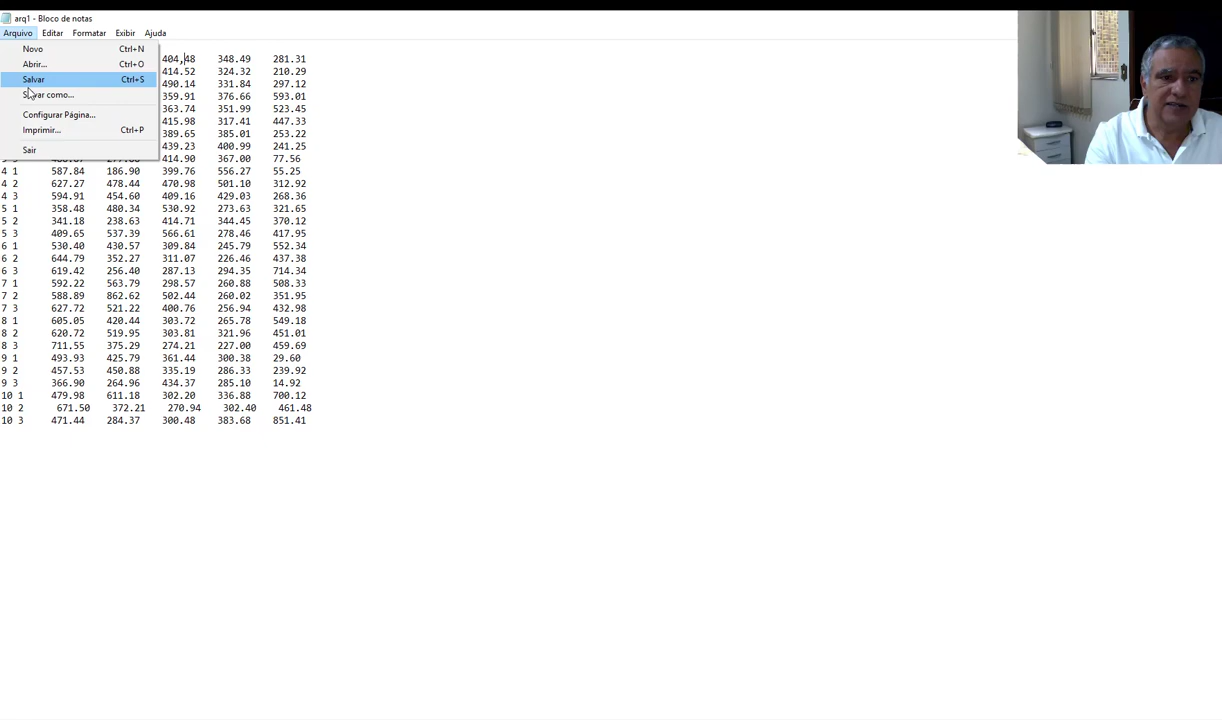 arq1 - Bloco de notas
Arquivo Editar Formatar Exibir Ajuda
Novo Ctrl+N
Abrir... Ctrl+O
Salvar Ctrl+S
Salvar como...
Configurar Página...
Imprimir... Ctrl+P
Sair
404,48 348.49 281.31
414.52 324.32 210.29
490.14 331.84 297.12
359.91 376.66 593.01
363.74 351.99 523.45
415.98 317.41 447.33
389.65 385.01 253.22
439.23 400.99 241.25
414.90 367.00 77.56
4 1 587.84 186.90 399.76 556.27 55.25
4 2 627.27 478.44 470.98 501.10 312.92
4 3 594.91 454.60 409.16 429.03 268.36
5 1 358.48 480.34 530.92 273.63 321.65
5 2 341.18 238.63 414.71 344.45 370.12
5 3 409.65 537.39 566.61 278.46 417.95
6 1 530.40 430.57 309.84 245.79 552.34
6 2 644.79 352.27 311.07 226.46 437.38
6 3 619.42 256.40 287.13 294.35 714.34
7 1 592.22 563.79 298.57 260.88 508.33
7 2 588.89 862.62 502.44 260.02 351.95
7 3 627.72 521.22 400.76 256.94 432.98
8 1 605.05 420.44 303.72 265.78 549.18
8 2 620.72 519.95 303.81 321.96 451.01
8 3 711.55 375.29 274.21 227.00 459.69
9 1 493.93 425.79 361.44 300.38 29.60
9 2 457.53 450.88 335.19 286.33 239.92
9 3 366.90 264.96 434.37 285.10 14.92
10 1 479.98 611.18 302.20 336.88 700.12
10 2 671.50 372.21 270.94 302.40 461.48
10 3 471.44 284.37 300.48 383.68 851.41